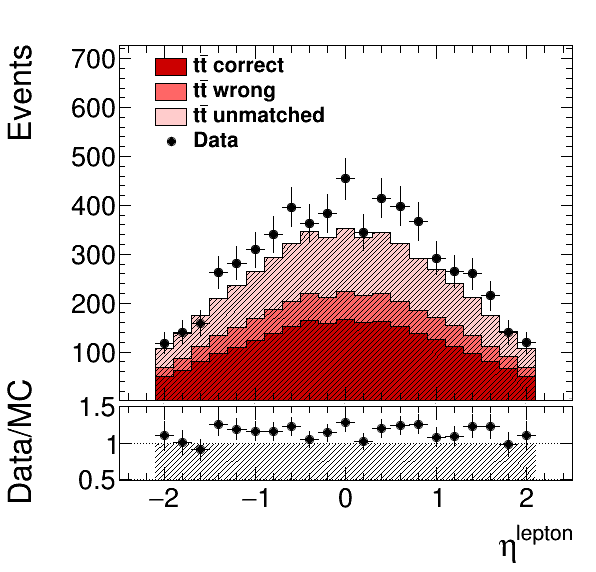 Events
700
600
500
400
300
200
100
tt̄ correct
tt̄ wrong
tt̄ unmatched
Data
Data/MC
1.5
1
0.5
−2 −1 0 1 2
η^lepton